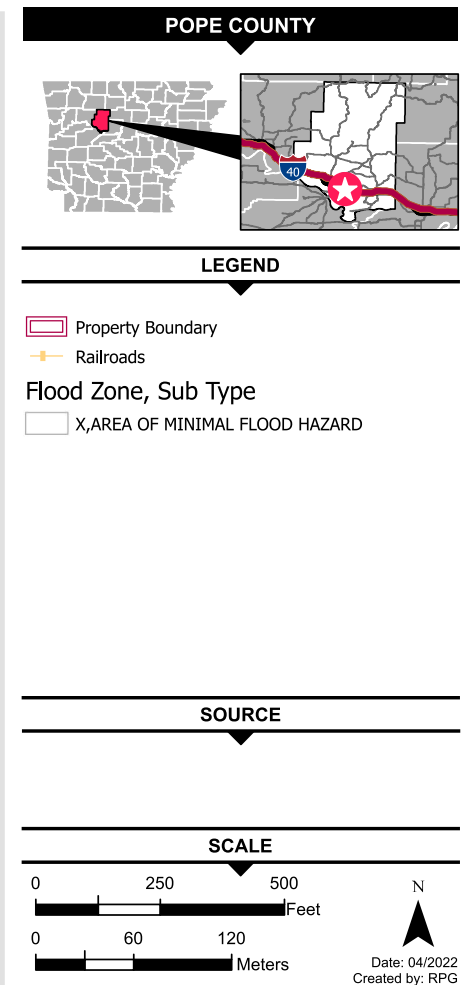 POPE COUNTY
40
LEGEND
Property Boundary
Railroads
Flood Zone, Sub Type
X,AREA OF MINIMAL FLOOD HAZARD
SOURCE
SCALE
0 250 500
Feet
0 60 120
Meters
N
Date: 04/2022
Created by: RPG